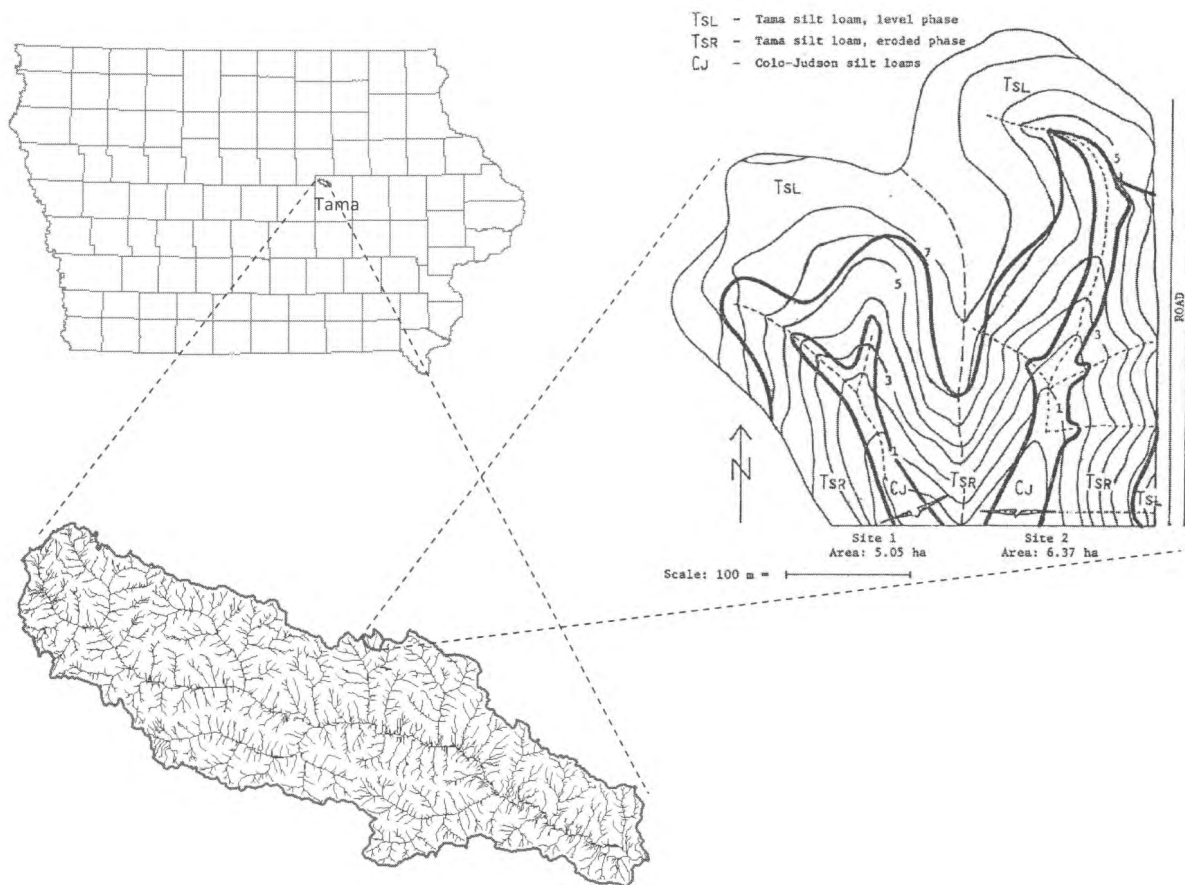 TSL - Tama silt loam, level phase
TSR - Tama silt loam, eroded phase
CJ - Colo-Judson silt loams
Tama
TSL
5
TSL
7
5
3
3
1
1
TSR
CJ
TSR
CJ
TSR
TSL
ROAD
N
Site 1
Area: 5.05 ha
Site 2
Area: 6.37 ha
Scale: 100 m =